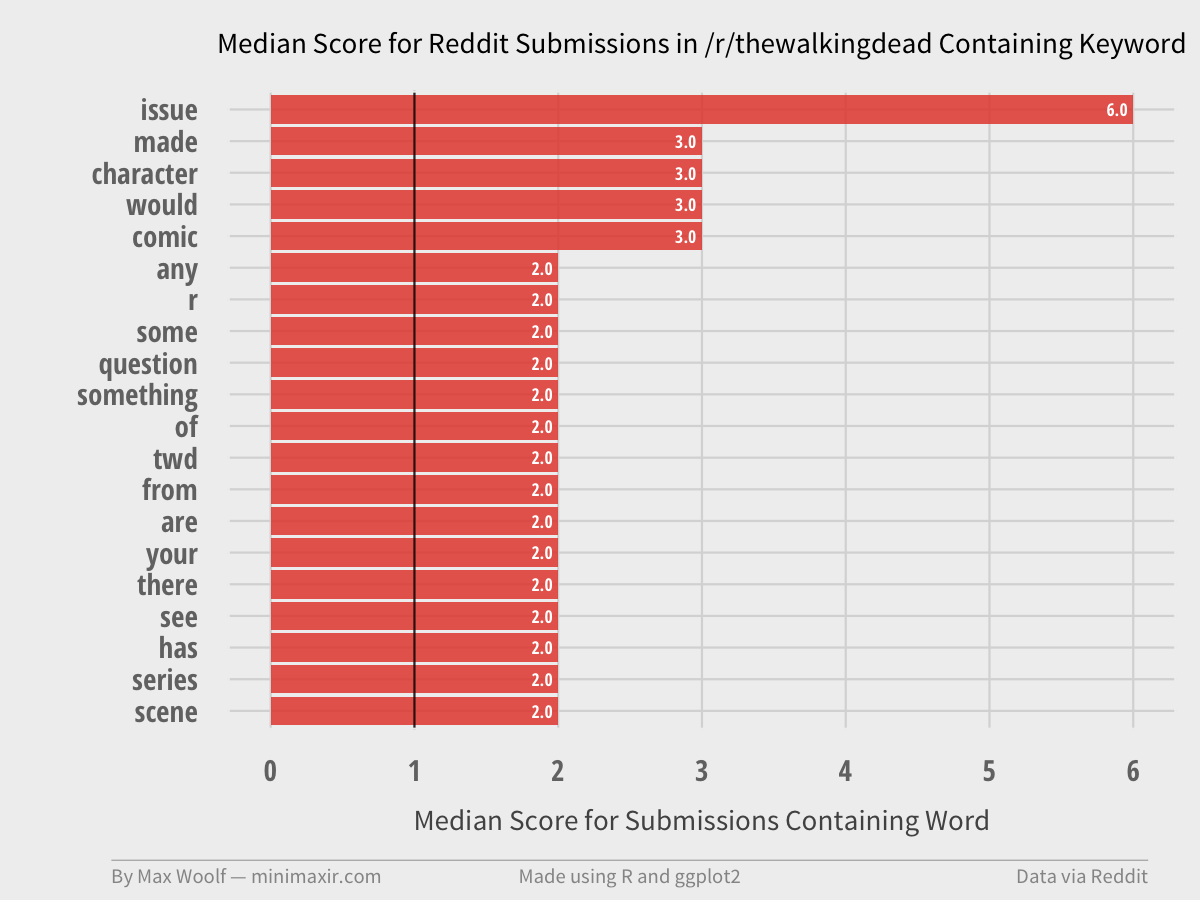 Median Score for Reddit Submissions in /r/thewalkingdead Containing Keyword
issue 6.0
made 3.0
character 3.0
would 3.0
comic 3.0
any 2.0
r 2.0
some 2.0
question 2.0
something 2.0
of 2.0
twd 2.0
from 2.0
are 2.0
your 2.0
there 2.0
see 2.0
has 2.0
series 2.0
scene 2.0
0 1 2 3 4 5 6
Median Score for Submissions Containing Word
By Max Woolf — minimaxir.com Made using R and ggplot2 Data via Reddit